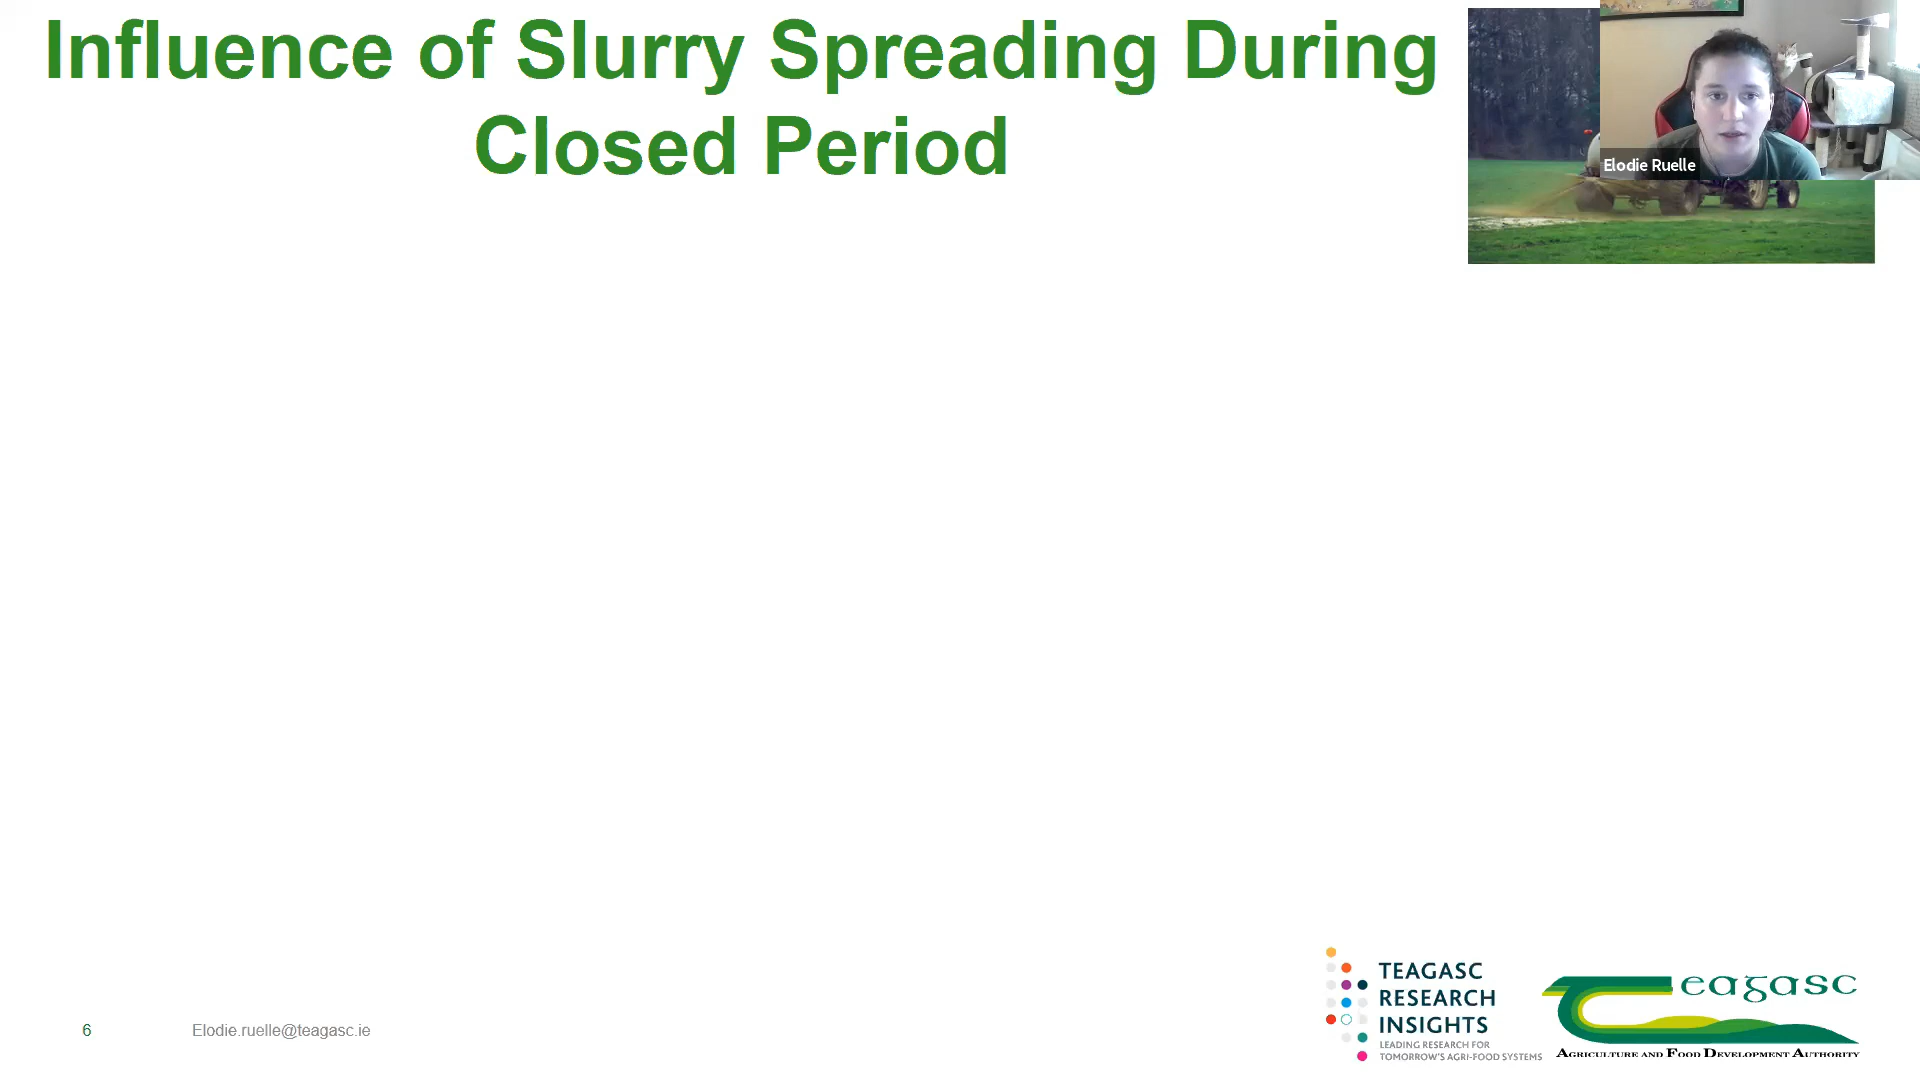 Influence of Slurry Spreading During
Closed Period
Elodie Ruelle
6
Elodie.ruelle@teagasc.ie
TEAGASC
RESEARCH
INSIGHTS
LEADING RESEARCH FOR
TOMORROW'S AGRI-FOOD SYSTEMS
eagasc
AGRICULTURE AND FOOD DEVELOPMENT AUTHORITY